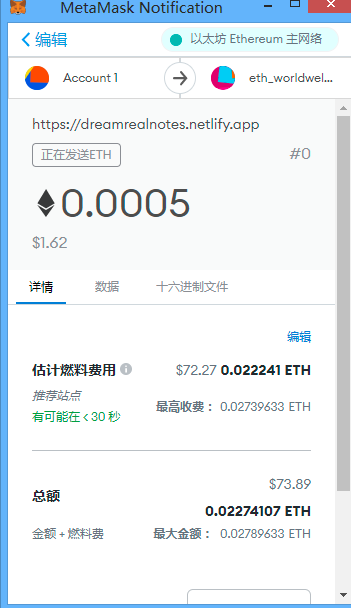 MetaMask Notification
编辑
以太坊 Ethereum 主网络
Account 1
eth_worldwel...
https://dreamrealnotes.netlify.app
正在发送ETH
#0
0.0005
$1.62
详情
数据
十六进制文件
编辑
估计燃料费用
$72.27 0.022241 ETH
推荐站点
有可能在 < 30 秒
最高收费： 0.02739633 ETH
总额
$73.89
0.02274107 ETH
金额 + 燃料费
最大金额： 0.02789633 ETH